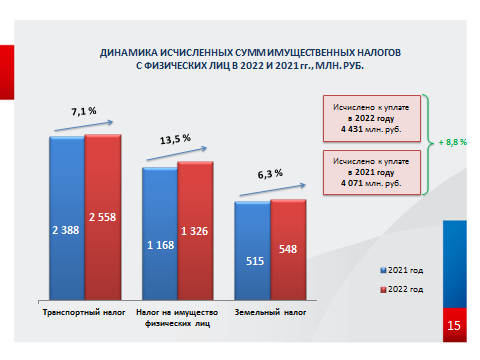 ДИНАМИКА ИСЧИСЛЕННЫХ СУММ ИМУЩЕСТВЕННЫХ НАЛОГОВ
С ФИЗИЧЕСКИХ ЛИЦ В 2022 И 2021 гг., МЛН. РУБ.
7,1 %
13,5 %
6,3 %
Исчислено к уплате
в 2022 году
4 431 млн. руб.
+ 8,8 %
Исчислено к уплате
в 2021 году
4 071 млн. руб.
2 388
2 558
1 168
1 326
515
548
2021 год
2022 год
Транспортный налог
Налог на имущество
физических лиц
Земельный налог
15